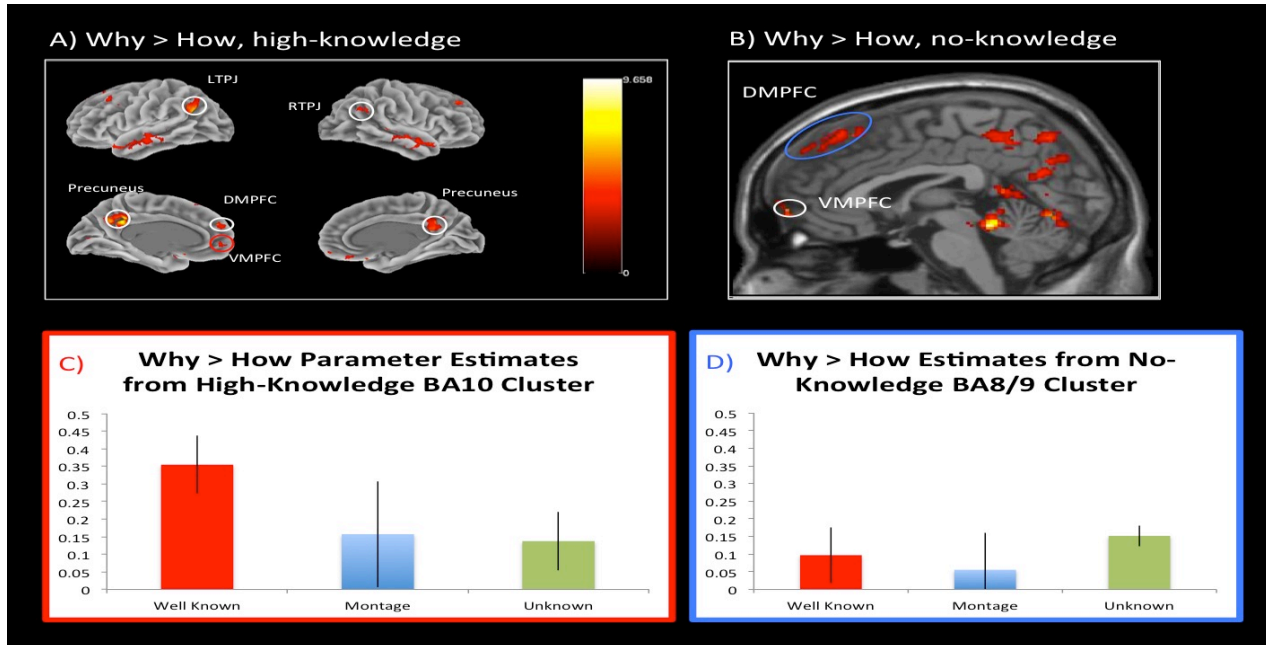 A) Why > How, high-knowledge
B) Why > How, no-knowledge
LTPJ
RTPJ
9.658
0
Precuneus
DMPFC
VMPFC
Precuneus
DMPFC
VMPFC
C) Why > How Parameter Estimates
from High-Knowledge BA10 Cluster
0.5
0.45
0.4
0.35
0.3
0.25
0.2
0.15
0.1
0.05
0
Well Known Montage Unknown
D) Why > How Estimates from No-
Knowledge BA8/9 Cluster
0.5
0.45
0.4
0.35
0.3
0.25
0.2
0.15
0.1
0.05
0
Well Known Montage Unknown